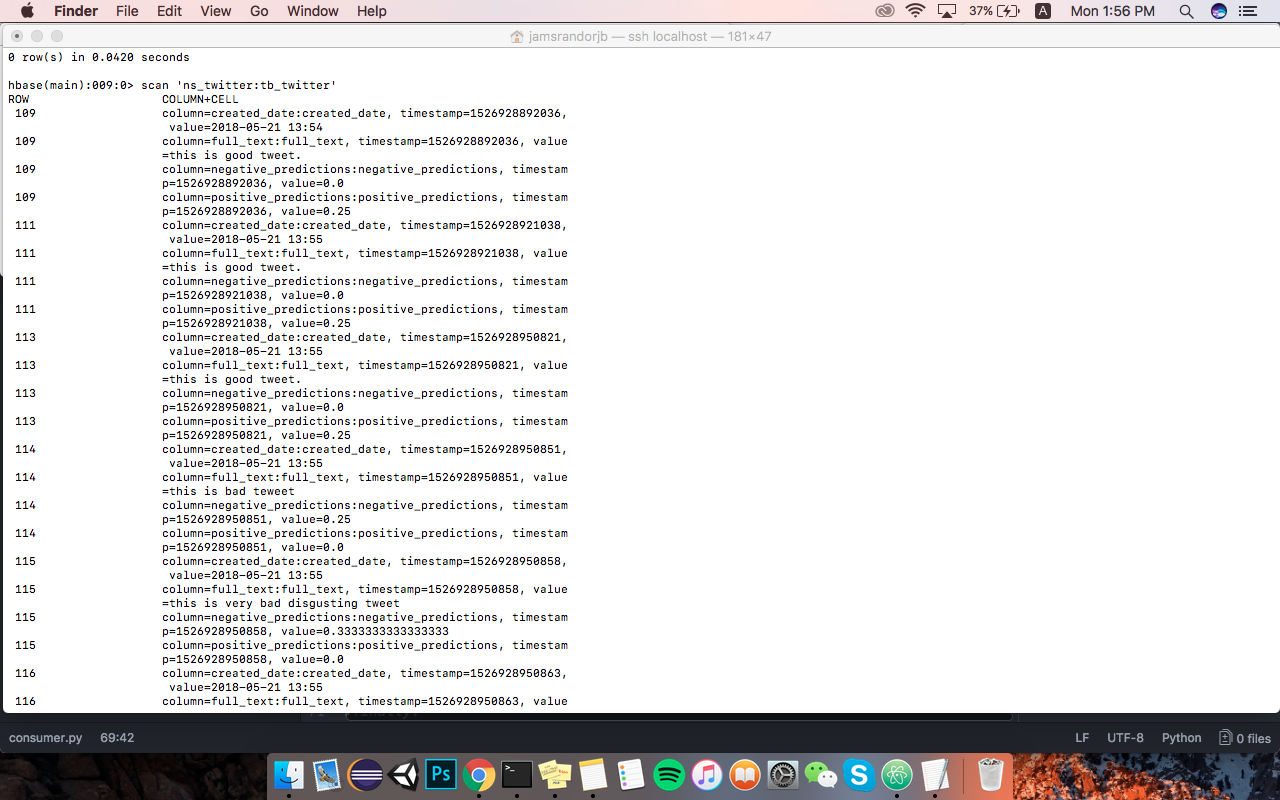 Finder File Edit View Go Window Help 37% A Mon 1:56 PM
jamsrandorjb — ssh localhost — 181×47
0 row(s) in 0.0420 seconds
hbase(main):009:0> scan 'ns_twitter:tb_twitter'
ROW COLUMN+CELL
109 column=created_date:created_date, timestamp=1526928892036,
value=2018-05-21 13:54
109 column=full_text:full_text, timestamp=1526928892036, value
=this is good tweet.
109 column=negative_predictions:negative_predictions, timestam
p=1526928892036, value=0.0
109 column=positive_predictions:positive_predictions, timestam
p=1526928892036, value=0.25
111 column=created_date:created_date, timestamp=1526928921038,
value=2018-05-21 13:55
111 column=full_text:full_text, timestamp=1526928921038, value
=this is good tweet.
111 column=negative_predictions:negative_predictions, timestam
p=1526928921038, value=0.0
111 column=positive_predictions:positive_predictions, timestam
p=1526928921038, value=0.25
113 column=created_date:created_date, timestamp=1526928950821,
value=2018-05-21 13:55
113 column=full_text:full_text, timestamp=1526928950821, value
=this is good tweet.
113 column=negative_predictions:negative_predictions, timestam
p=1526928950821, value=0.0
113 column=positive_predictions:positive_predictions, timestam
p=1526928950821, value=0.25
114 column=created_date:created_date, timestamp=1526928950851,
value=2018-05-21 13:55
114 column=full_text:full_text, timestamp=1526928950851, value
=this is bad teweet
114 column=negative_predictions:negative_predictions, timestam
p=1526928950851, value=0.25
114 column=positive_predictions:positive_predictions, timestam
p=1526928950851, value=0.0
115 column=created_date:created_date, timestamp=1526928950858,
value=2018-05-21 13:55
115 column=full_text:full_text, timestamp=1526928950858, value
=this is very bad disgusting tweet
115 column=negative_predictions:negative_predictions, timestam
p=1526928950858, value=0.3333333333333333
115 column=positive_predictions:positive_predictions, timestam
p=1526928950858, value=0.0
116 column=created_date:created_date, timestamp=1526928950863,
value=2018-05-21 13:55
116 column=full_text:full_text, timestamp=1526928950863, value
consumer.py 69:42 LF UTF-8 Python 0 files
Ps